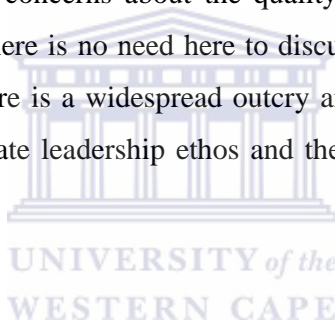 concerns about the quality
here is no need here to discu
re is a widespread outcry a
ate leadership ethos and the
UNIVERSITY of the
WESTERN CAPE